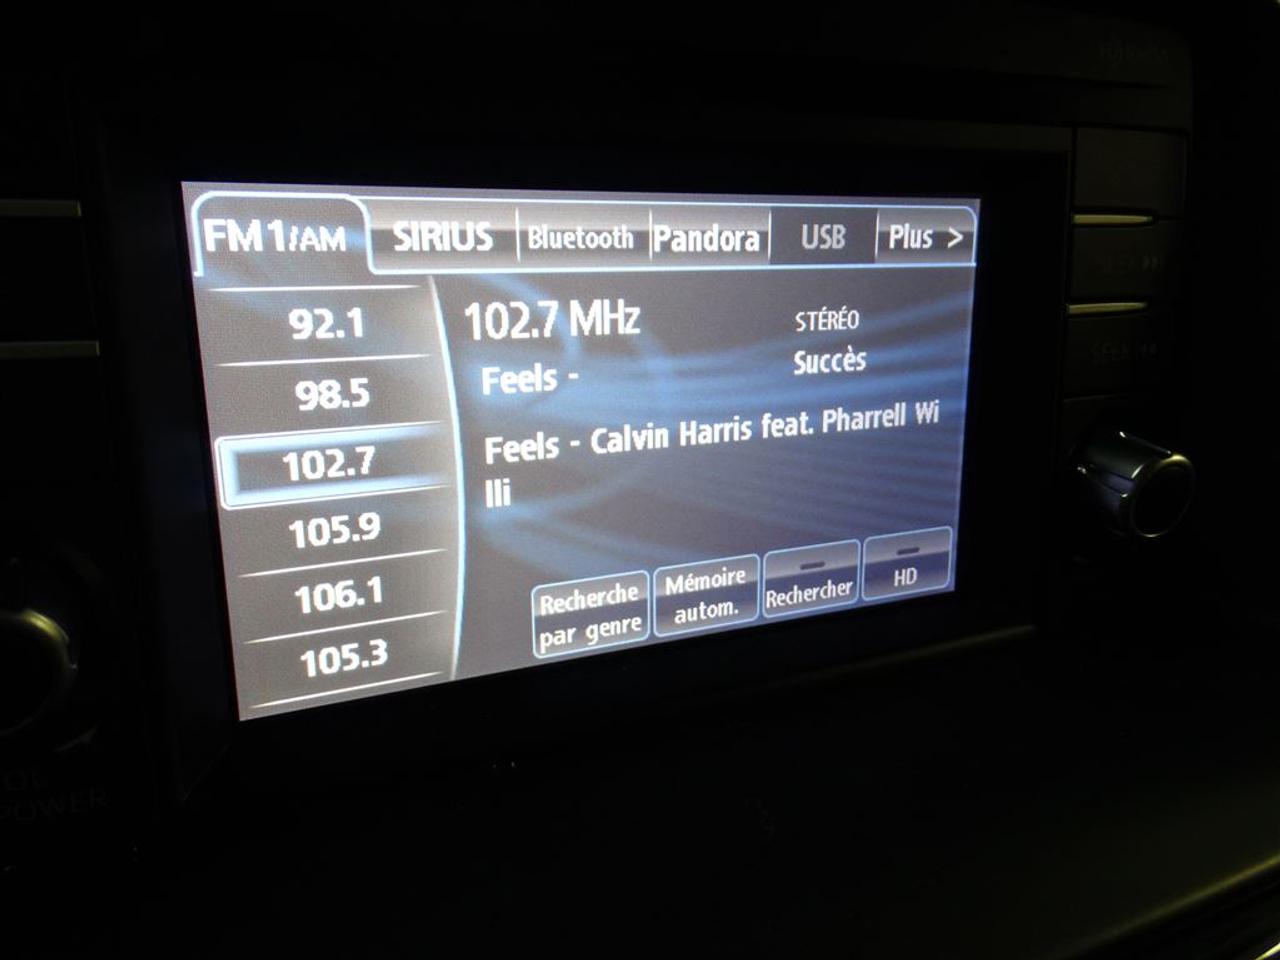 FM1/AM SIRIUS Bluetooth Pandora USB Plus >
92.1
98.5
102.7
105.9
106.1
105.3
102.7 MHz
STÉRÉO
Feels -
Succès
Feels - Calvin Harris feat. Pharrell Wi
lli
Recherche
par genre
Mémoire
autom.
Rechercher
HD
POWER